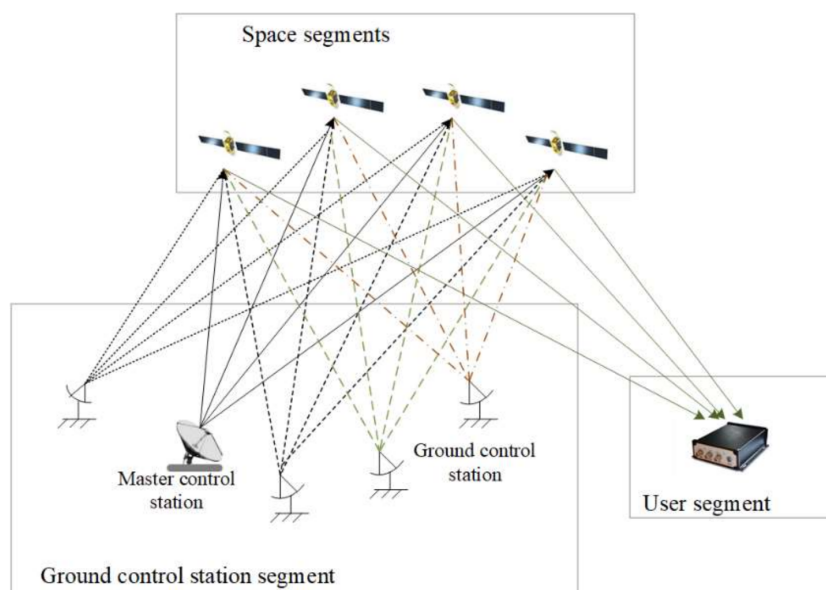 Space segments
Ground control
station
Master control
station
User segment
Ground control station segment